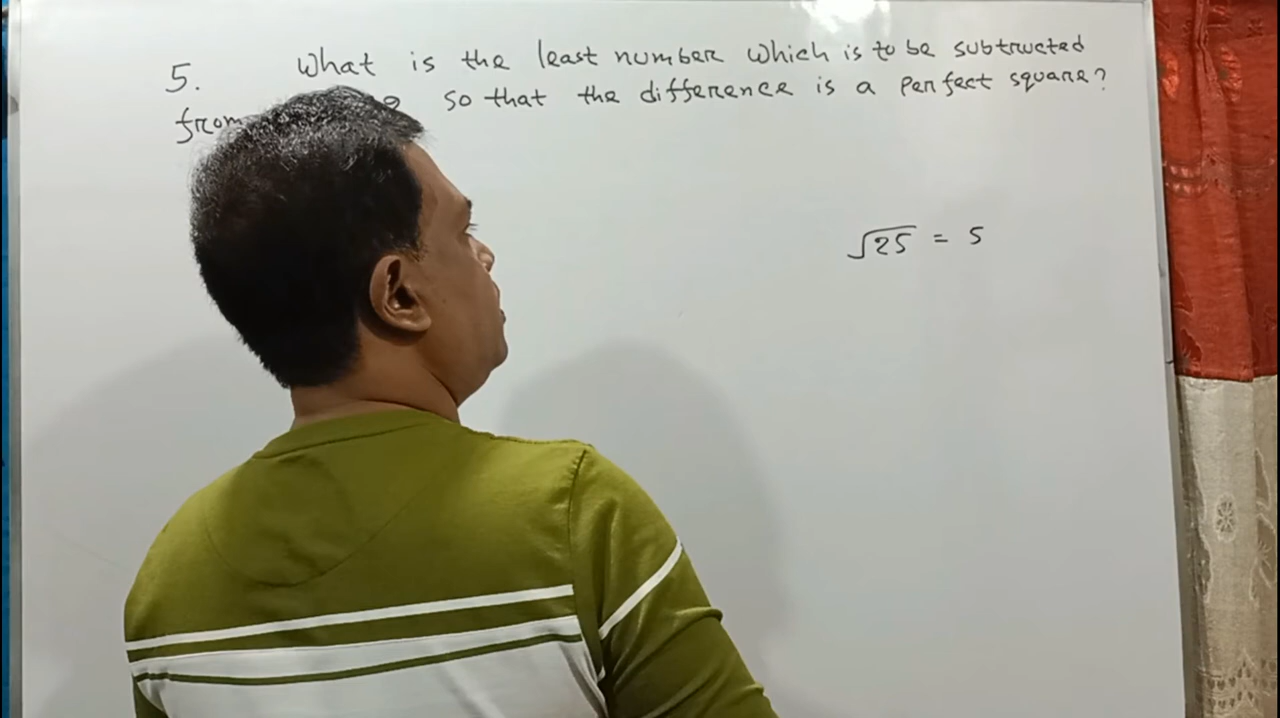 5. What is the least number which is to be subtructed
from so that the difference is a perfect square?
√25 = 5